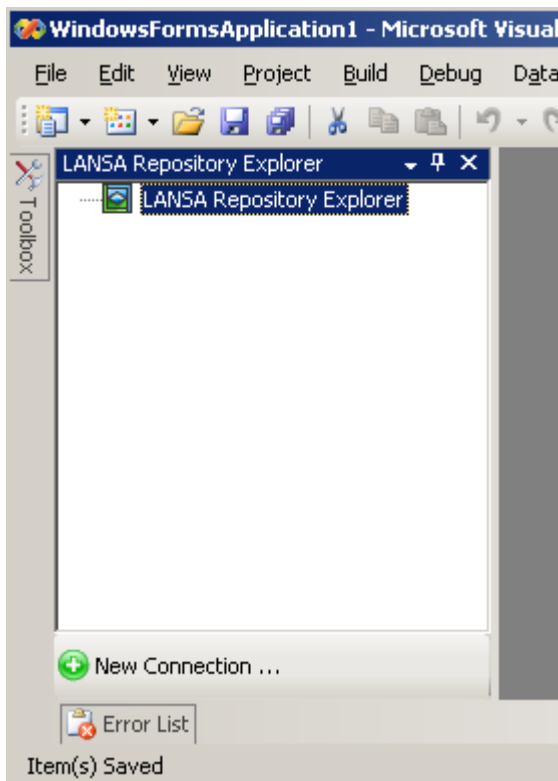 WindowsFormsApplication1 - Microsoft Visual
File Edit View Project Build Debug Data
LANSA Repository Explorer
Toolbox
LANSA Repository Explorer
New Connection ...
Error List
Item(s) Saved